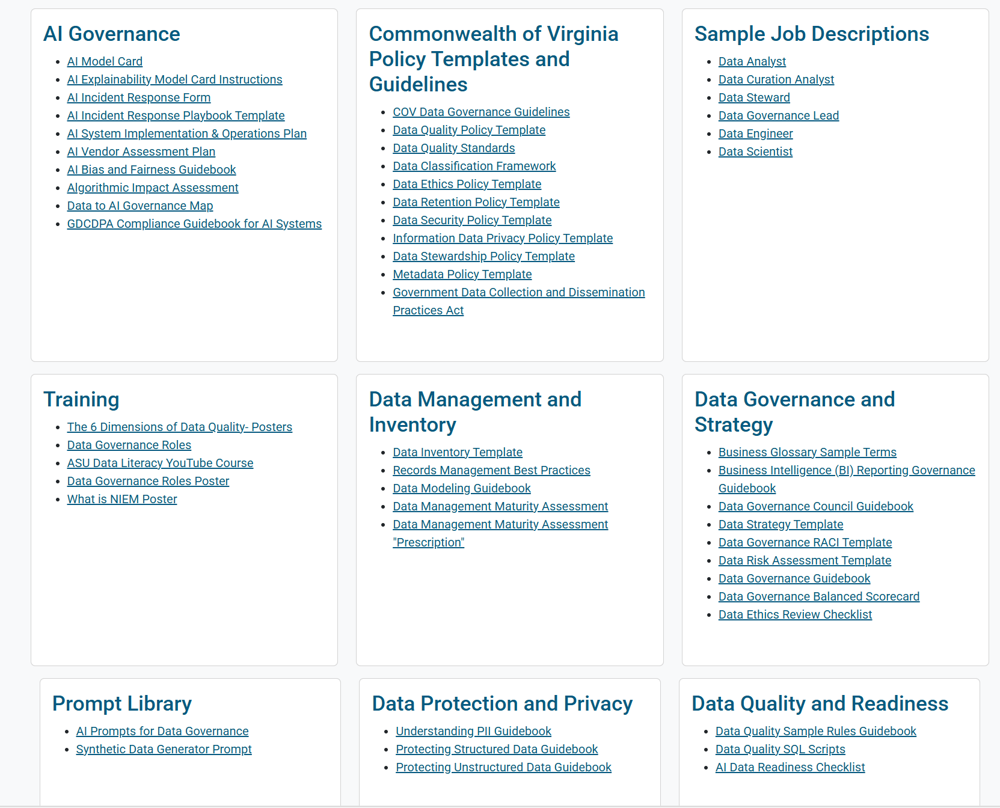 AI Governance
AI Model Card
AI Explainability Model Card Instructions
AI Incident Response Form
AI Incident Response Playbook Template
AI System Implementation & Operations Plan
AI Vendor Assessment Plan
AI Bias and Fairness Guidebook
Algorithmic Impact Assessment
Data to AI Governance Map
GDCDPA Compliance Guidebook for AI Systems
Commonwealth of Virginia
Policy Templates and
Guidelines
COV Data Governance Guidelines
Data Quality Policy Template
Data Quality Standards
Data Classification Framework
Data Ethics Policy Template
Data Retention Policy Template
Data Security Policy Template
Information Data Privacy Policy Template
Data Stewardship Policy Template
Metadata Policy Template
Government Data Collection and Dissemination
Practices Act
Sample Job Descriptions
Data Analyst
Data Curation Analyst
Data Steward
Data Governance Lead
Data Engineer
Data Scientist
Training
The 6 Dimensions of Data Quality- Posters
Data Governance Roles
ASU Data Literacy YouTube Course
Data Governance Roles Poster
What is NIEM Poster
Data Management and
Inventory
Data Inventory Template
Records Management Best Practices
Data Modeling Guidebook
Data Management Maturity Assessment
Data Management Maturity Assessment
"Prescription"
Data Governance and
Strategy
Business Glossary Sample Terms
Business Intelligence (BI) Reporting Governance
Guidebook
Data Governance Council Guidebook
Data Strategy Template
Data Governance RACI Template
Data Risk Assessment Template
Data Governance Guidebook
Data Governance Balanced Scorecard
Data Ethics Review Checklist
Prompt Library
AI Prompts for Data Governance
Synthetic Data Generator Prompt
Data Protection and Privacy
Understanding PII Guidebook
Protecting Structured Data Guidebook
Protecting Unstructured Data Guidebook
Data Quality and Readiness
Data Quality Sample Rules Guidebook
Data Quality SQL Scripts
AI Data Readiness Checklist